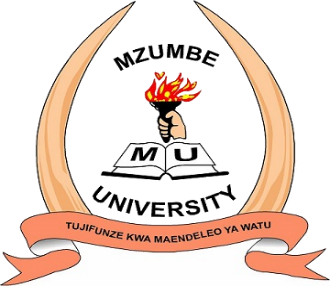 MZUMBE
M U
UNIVERSITY
TUJIFUNZE KWA MAENDELEO YA WATU